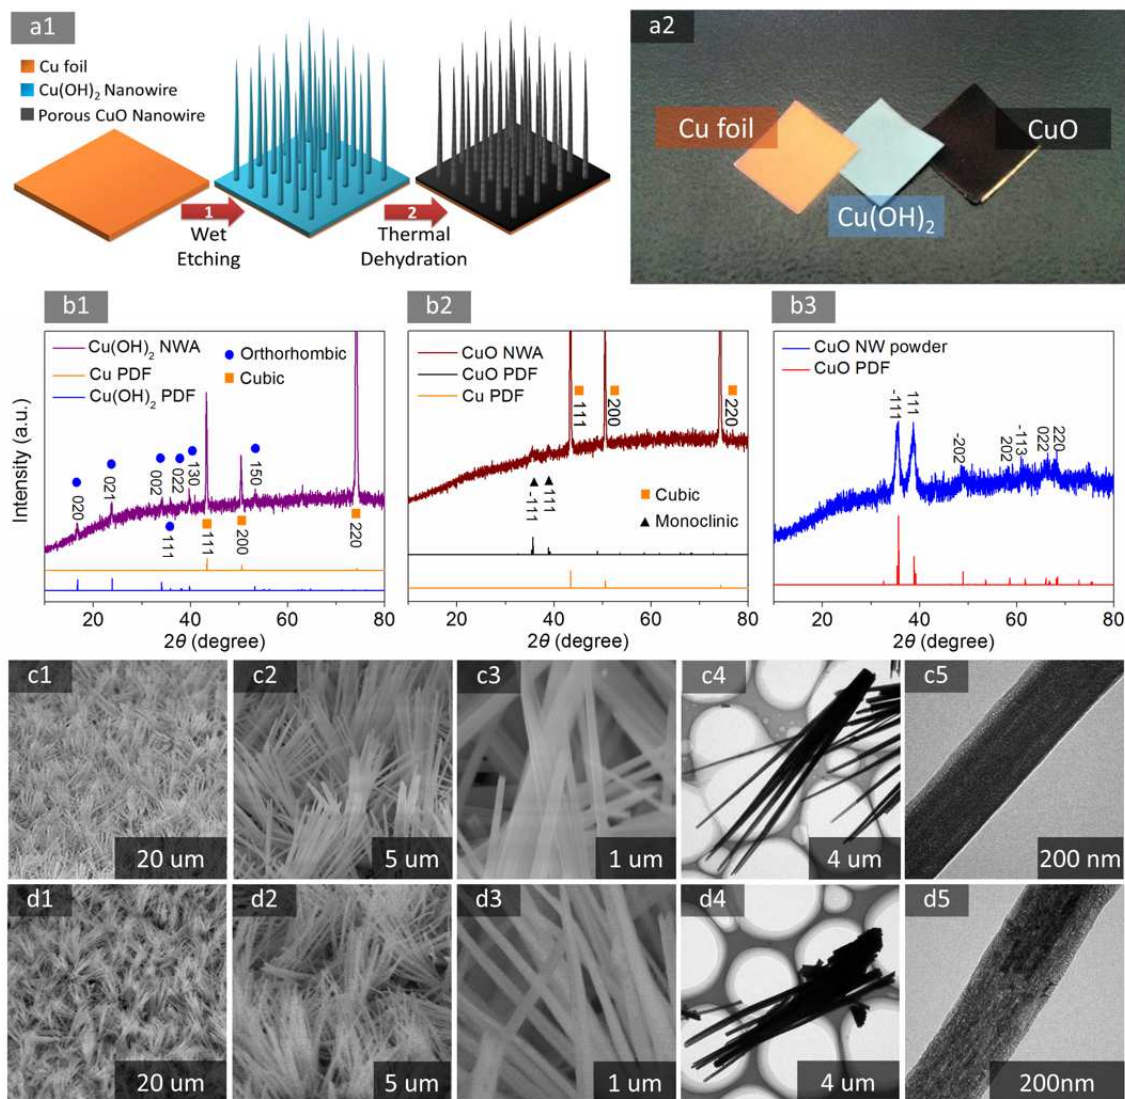 a1
Cu foil
Cu(OH)₂ Nanowire
Porous CuO Nanowire
1
Wet
Etching
2
Thermal
Dehydration
a2
Cu foil
Cu(OH)₂
CuO
b1
Cu(OH)₂ NWA
Cu PDF
Cu(OH)₂ PDF
Orthorhombic
Cubic
020
021
002
022
130
150
111
111
200
220
Intensity (a.u.)
20 40 60 80
2θ (degree)
b2
CuO NWA
CuO PDF
Cu PDF
111
200
220
-111
111
Cubic
Monoclinic
20 40 60 80
2θ (degree)
b3
CuO NW powder
CuO PDF
-111
111
-202
202
-113
022
220
20 40 60 80
2θ (degree)
c1
20 um
c2
5 um
c3
1 um
c4
4 um
c5
200 nm
d1
20 um
d2
5 um
d3
1 um
d4
4 um
d5
200nm